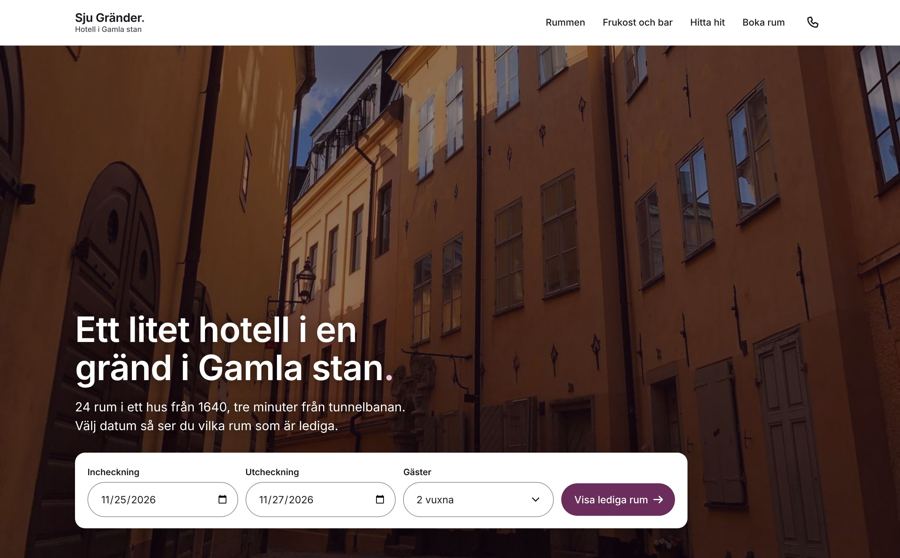 Sju Gränder.
Hotell i Gamla stan
Rummen
Frukost och bar
Hitta hit
Boka rum
Ett litet hotell i en
gränd i Gamla stan.
24 rum i ett hus från 1640, tre minuter från tunnelbanan.
Välj datum så ser du vilka rum som är lediga.
Incheckning
Utcheckning
Gäster
11/25/2026
11/27/2026
2 vuxna
Visa lediga rum